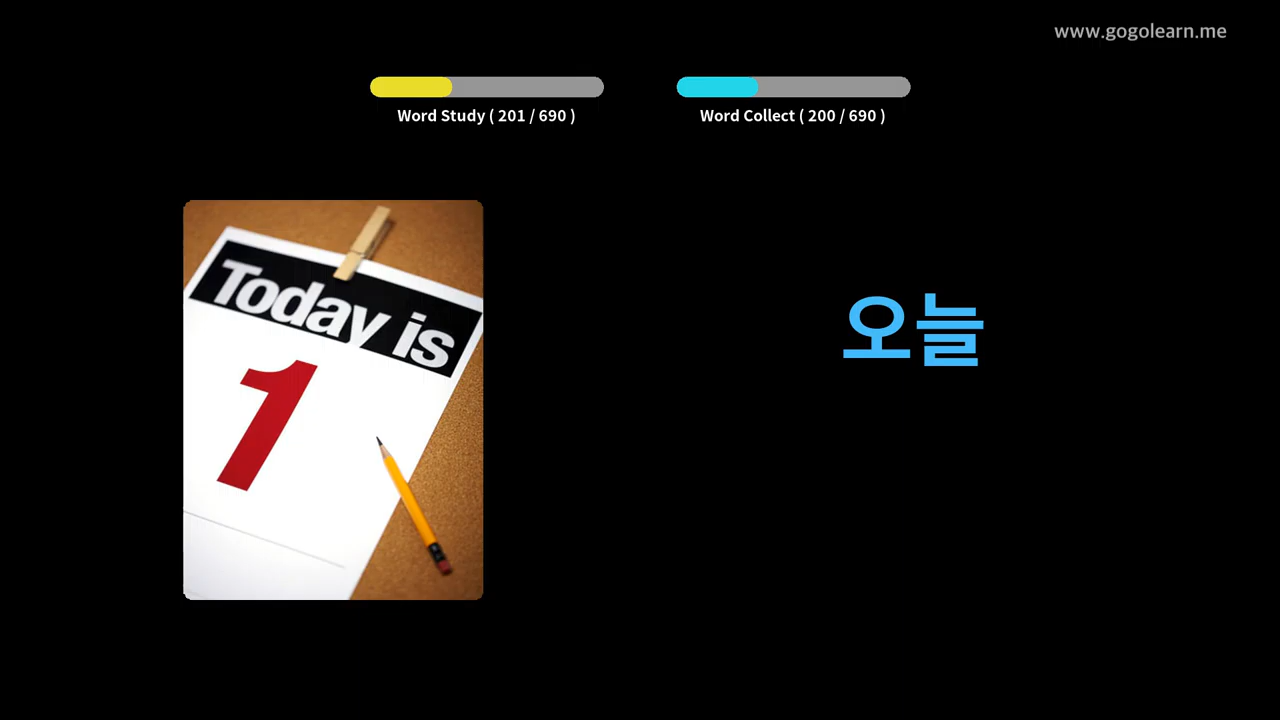 www.gogolearn.me
Word Study ( 201 / 690 )
Word Collect ( 200 / 690 )
Today is
1
오늘